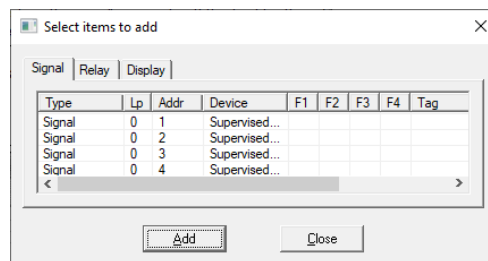 Select items to add
Signal Relay Display
Type Lp Addr Device F1 F2 F3 F4 Tag
Signal 0 1 Supervised...
Signal 0 2 Supervised...
Signal 0 3 Supervised...
Signal 0 4 Supervised...
Add Close